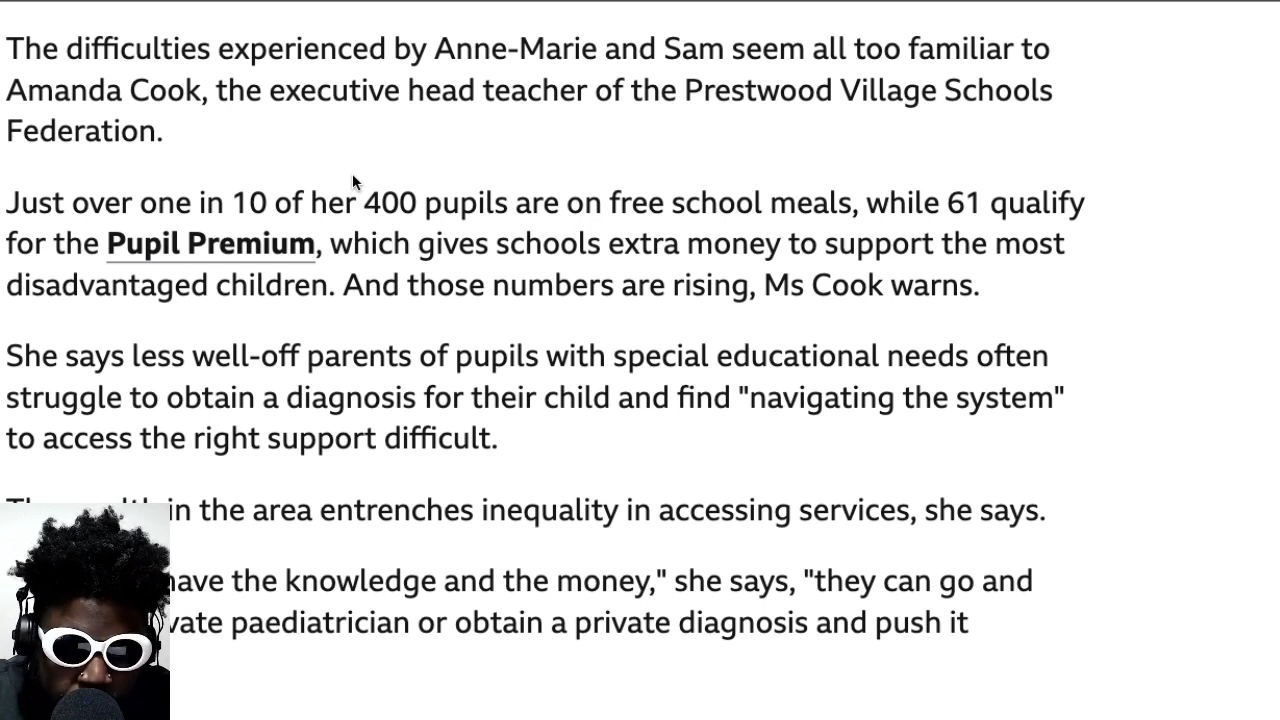 The difficulties experienced by Anne-Marie and Sam seem all too familiar to
Amanda Cook, the executive head teacher of the Prestwood Village Schools
Federation.
Just over one in 10 of her 400 pupils are on free school meals, while 61 qualify
for the Pupil Premium, which gives schools extra money to support the most
disadvantaged children. And those numbers are rising, Ms Cook warns.
She says less well-off parents of pupils with special educational needs often
struggle to obtain a diagnosis for their child and find "navigating the system"
to access the right support difficult.
in the area entrenches inequality in accessing services, she says.
have the knowledge and the money," she says, "they can go and
paediatrician or obtain a private diagnosis and push it